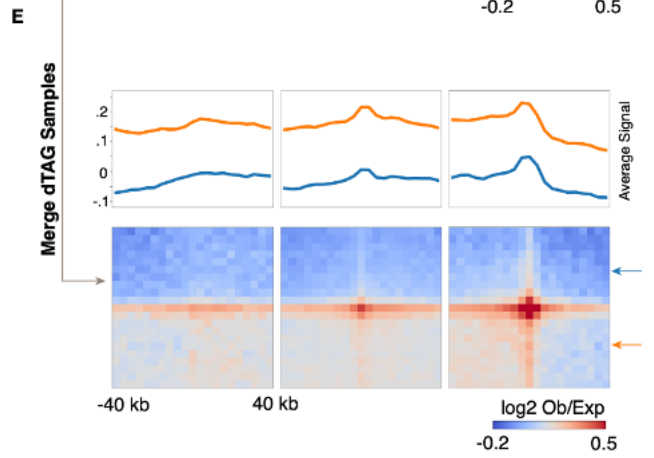 E
-0.2 0.5
Merge dTAG Samples
.2
.1
0
-.1
Average Signal
-40 kb 40 kb
log2 Ob/Exp
-0.2 0.5